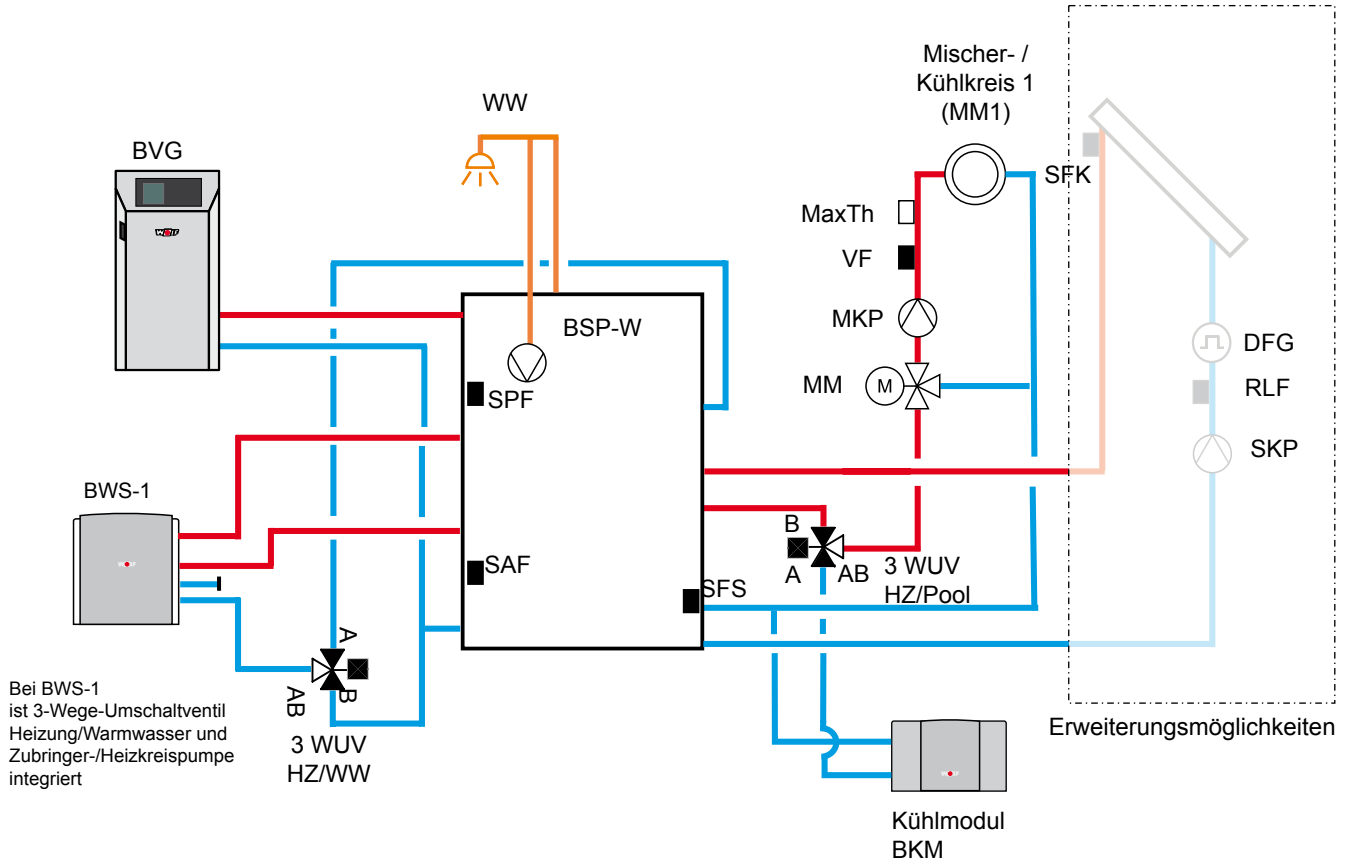 Mischer- /
Kühlkreis 1
(MM1)
WW
BVG
SFK
MaxTh
VF
BSP-W
MKP
DFG
SPF
MM
M
RLF
SKP
BWS-1
B
A
AB
3 WUV
HZ/Pool
SAF
SFS
A
B
AB
Bei BWS-1
ist 3-Wege-Umschaltventil
Heizung/Warmwasser und
Zubringer-/Heizkreispumpe
integriert
3 WUV
HZ/WW
Erweiterungsmöglichkeiten
Kühlmodul
BKM
WOLF